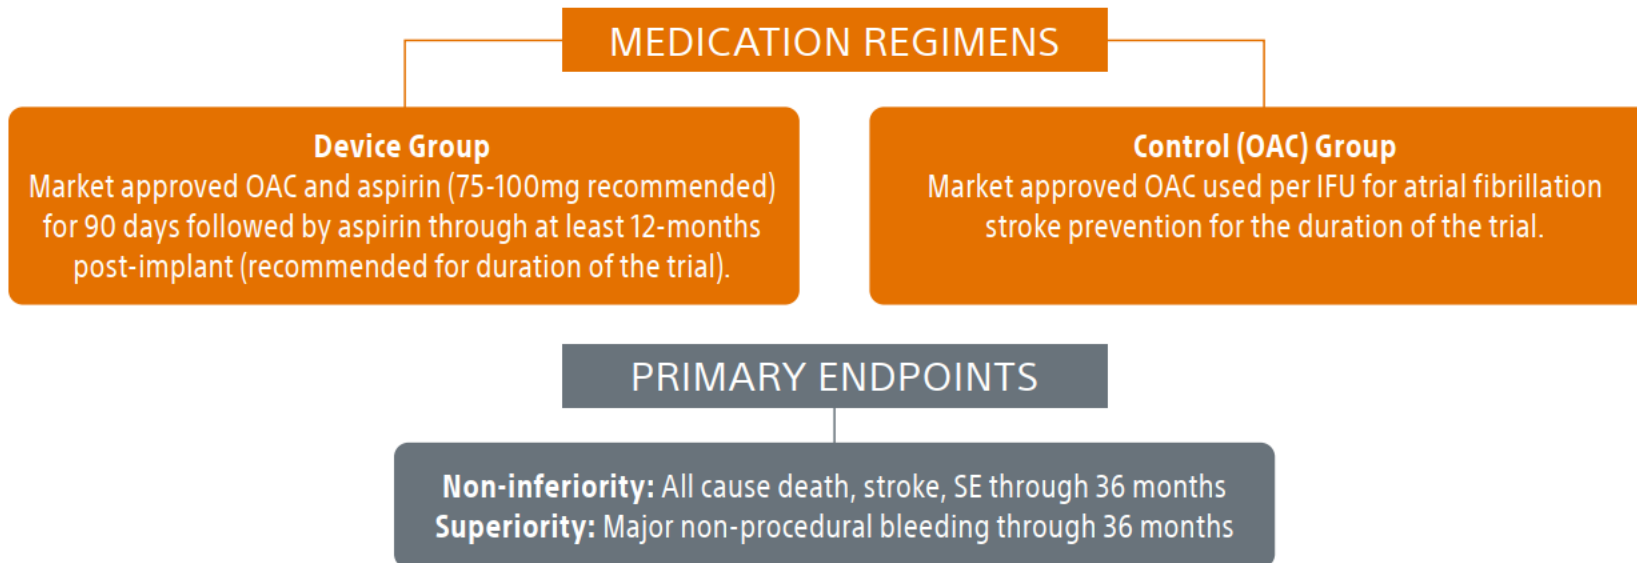 MEDICATION REGIMENS
Device Group
Market approved OAC and aspirin (75-100mg recommended)
for 90 days followed by aspirin through at least 12-months
post-implant (recommended for duration of the trial).
Control (OAC) Group
Market approved OAC used per IFU for atrial fibrillation
stroke prevention for the duration of the trial.
PRIMARY ENDPOINTS
Non-inferiority: All cause death, stroke, SE through 36 months
Superiority: Major non-procedural bleeding through 36 months